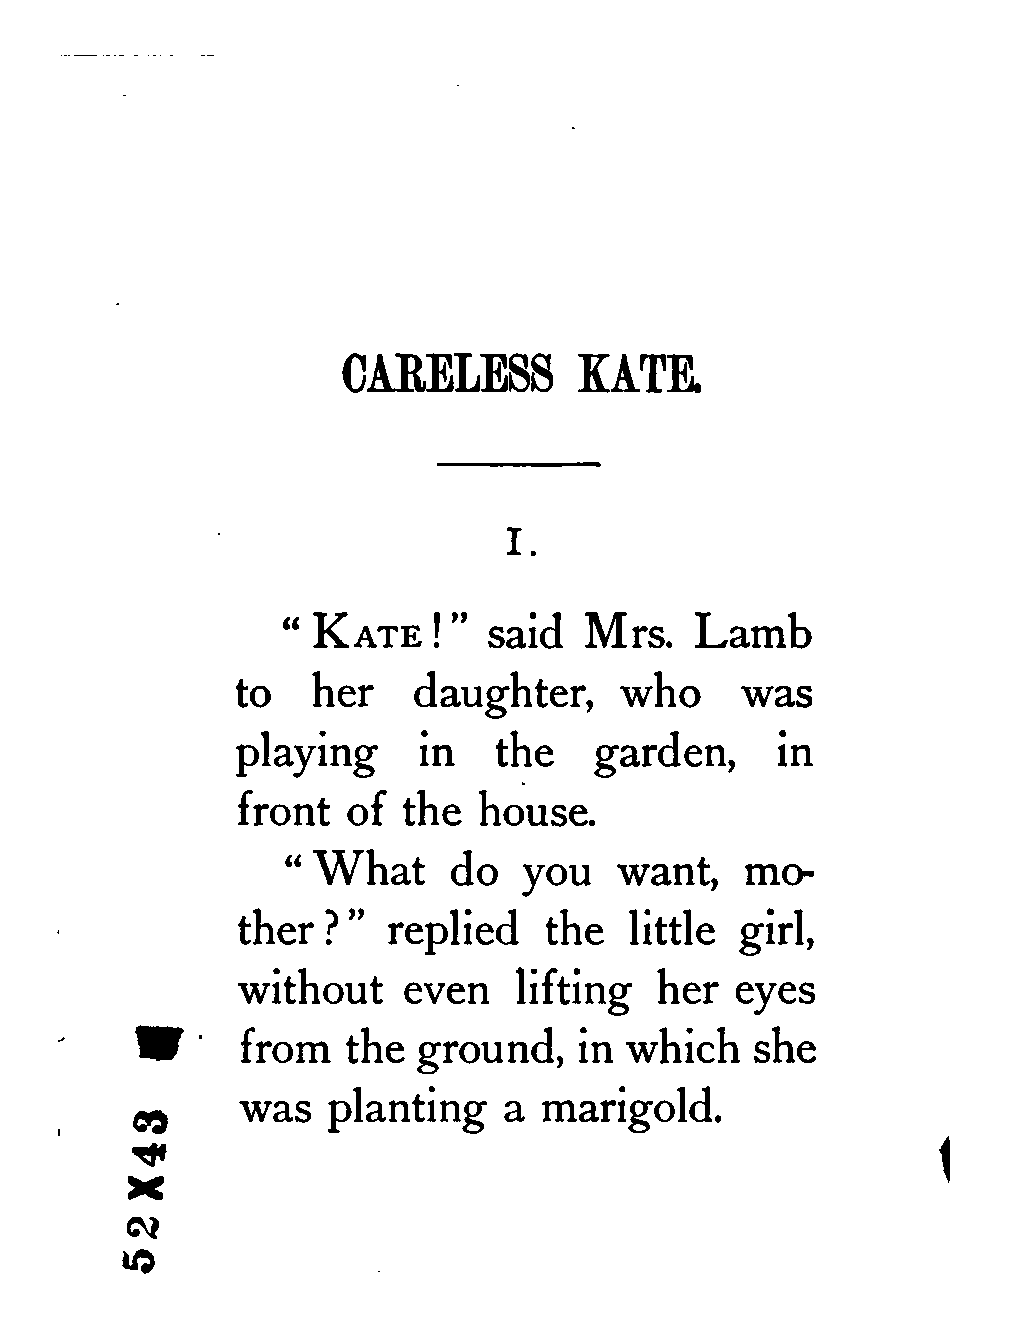 CARELESS KATE.
I.
“ KATE ! ” said Mrs. Lamb
to her daughter, who was
playing in the garden, in
front of the house.
“ What do you want, mo-
ther ? ” replied the little girl,
without even lifting her eyes
from the ground, in which she
was planting a marigold.
52X43